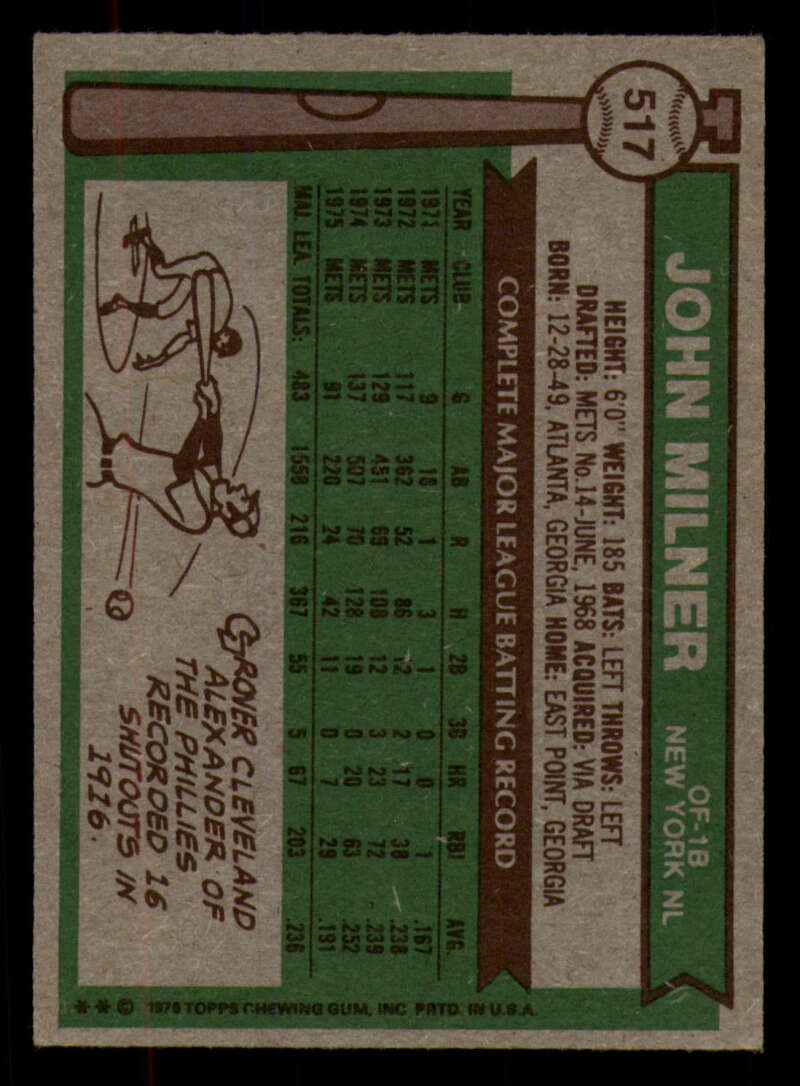 517
JOHN MILNER
OF-1B
NEW YORK NL
HEIGHT: 6'0" WEIGHT: 185 BATS: LEFT THROWS: LEFT
DRAFTED: METS No.14-JUNE, 1968 ACQUIRED: VIA DRAFT
BORN: 12-28-49, ATLANTA, GEORGIA HOME: EAST POINT, GEORGIA
COMPLETE MAJOR LEAGUE BATTING RECORD
YEAR CLUB G AB R H 2B 3B HR RBI AVG.
1971 METS 9 18 1 3 1 0 0 1 .167
1972 METS 117 362 52 86 12 2 17 38 .238
1973 METS 129 451 69 108 12 3 23 72 .239
1974 METS 137 507 70 128 19 0 20 63 .252
1975 METS 91 220 24 42 11 0 7 29 .191
MAJ. LEA. TOTALS: 483 1558 216 367 55 5 67 203 .236
GROVER CLEVELAND
ALEXANDER OF
THE PHILLIES
RECORDED 16
SHUTOUTS IN
1916.
** © 1976 TOPPS CHEWING GUM, INC. PRTD. IN U.S.A.